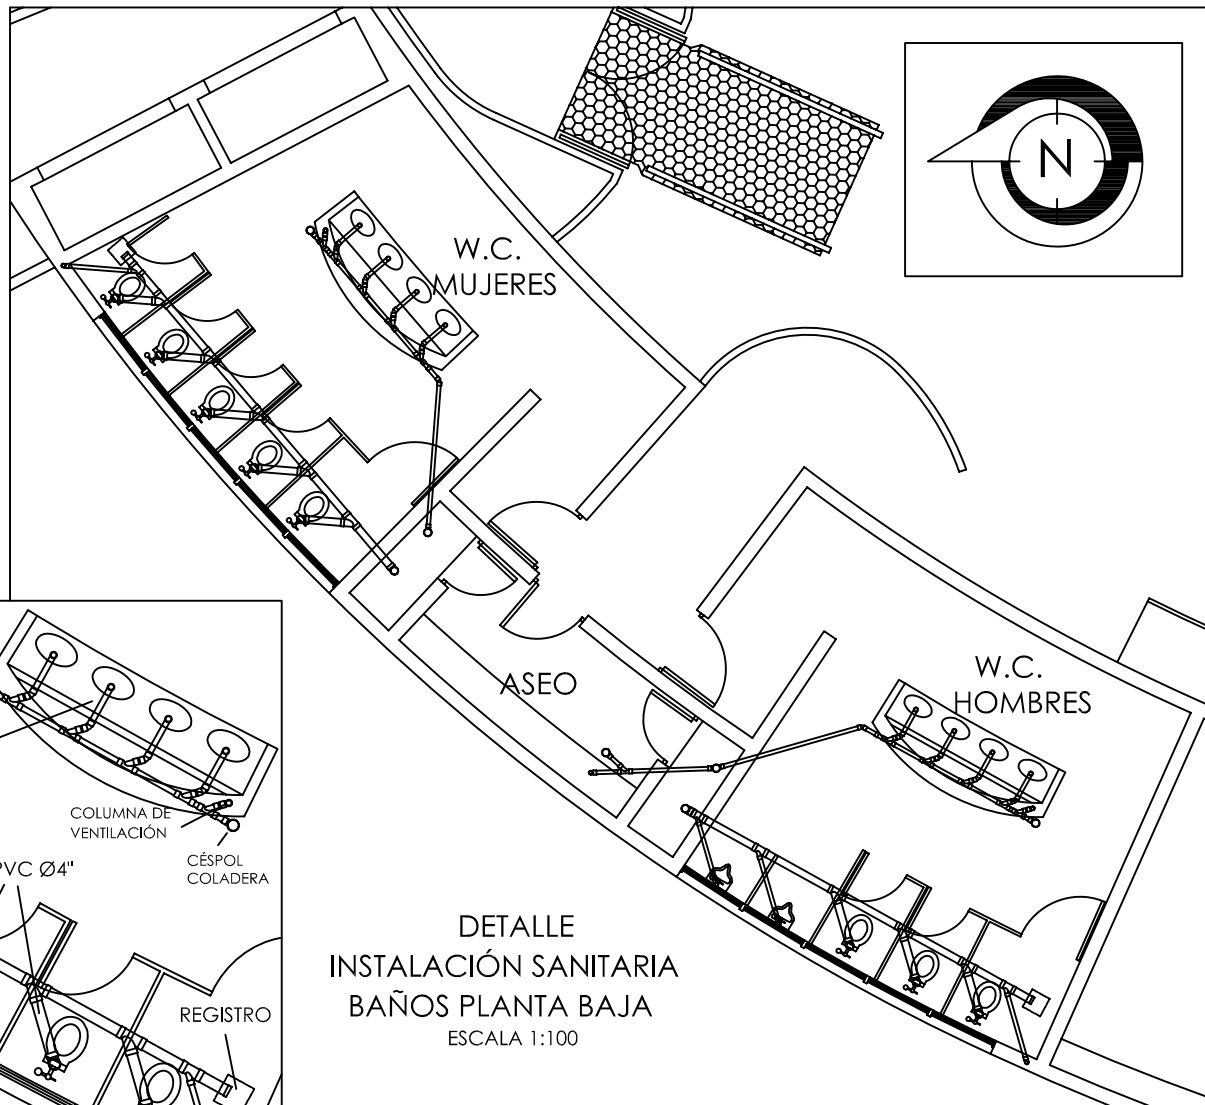 N
W.C.
MUJERES
ASEO
W.C.
HOMBRES
COLUMNA DE
VENTILACIÓN
CÉSPOL
COLADERA
PVC Ø4"
REGISTRO
DETALLE
INSTALACIÓN SANITARIA
BAÑOS PLANTA BAJA
ESCALA 1:100